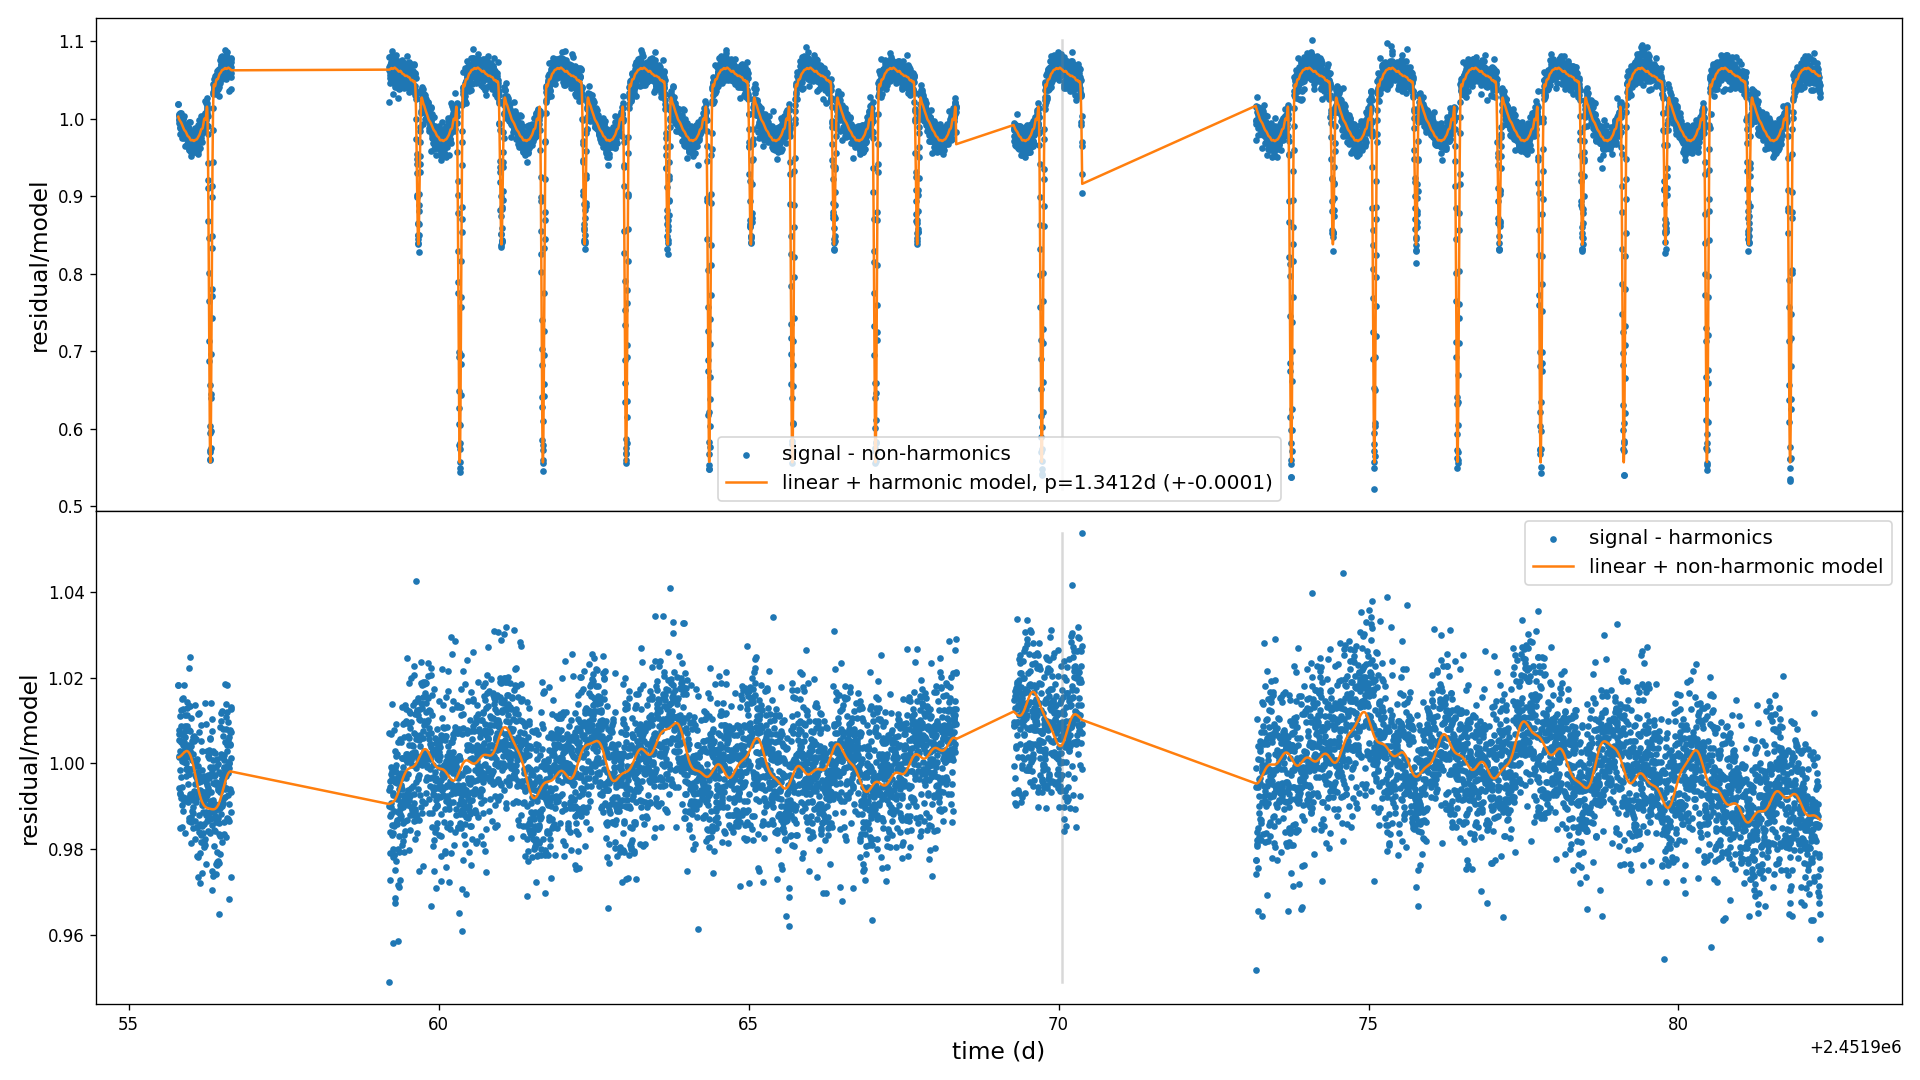 1.1
1.0
0.9
0.8
0.7
0.6
0.5
residual/model
signal - non-harmonics
linear + harmonic model, p=1.3412d (+-0.0001)
signal - harmonics
linear + non-harmonic model
1.04
1.02
1.00
0.98
0.96
residual/model
55 60 65 70 75 80
time (d)
+2.4519e6